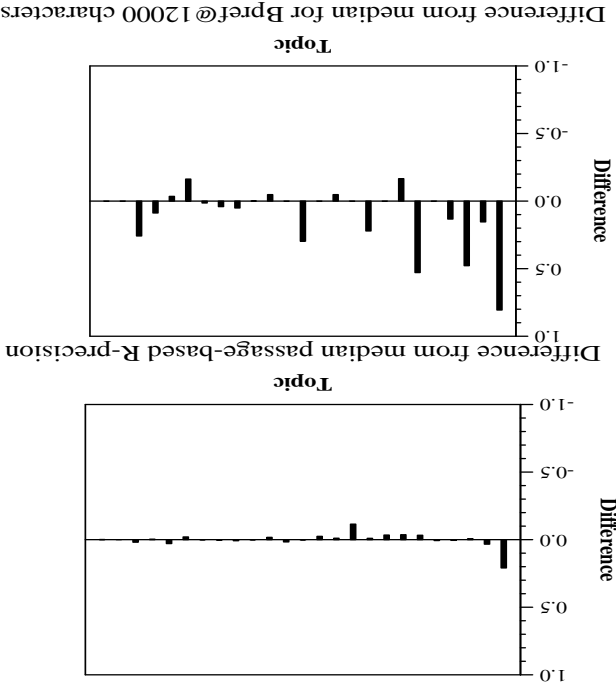 1.0
0.5
0.0
-0.5
-1.0
Difference
Topic
Difference from median passage-based R-precision
1.0
0.5
0.0
-0.5
-1.0
Difference
Topic
Difference from median for Bpref@12000 characters